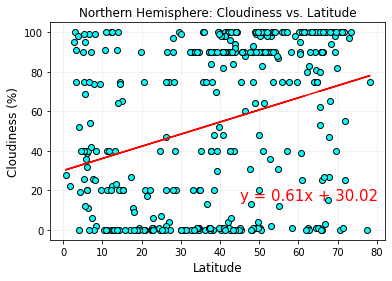 Northern Hemisphere: Cloudiness vs. Latitude
Cloudiness (%)
100
80
60
40
20
0
y = 0.61x + 30.02
0 10 20 30 40 50 60 70 80
Latitude